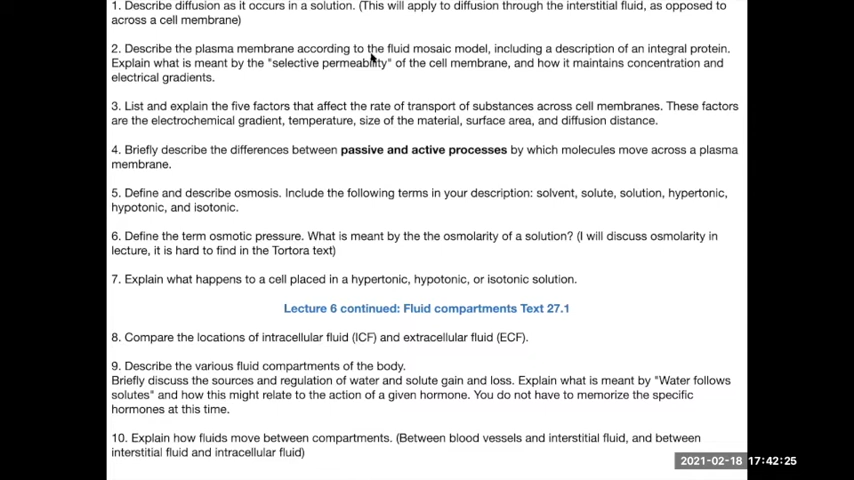 1. Describe diffusion as it occurs in a solution. (This will apply to diffusion through the interstitial fluid, as opposed to
across a cell membrane)
2. Describe the plasma membrane according to the fluid mosaic model, including a description of an integral protein.
Explain what is meant by the "selective permeability" of the cell membrane, and how it maintains concentration and
electrical gradients.
3. List and explain the five factors that affect the rate of transport of substances across cell membranes. These factors
are the electrochemical gradient, temperature, size of the material, surface area, and diffusion distance.
4. Briefly describe the differences between passive and active processes by which molecules move across a plasma
membrane.
5. Define and describe osmosis. Include the following terms in your description: solvent, solute, solution, hypertonic,
hypotonic, and isotonic.
6. Define the term osmotic pressure. What is meant by the the osmolarity of a solution? (I will discuss osmolarity in
lecture, it is hard to find in the Tortora text)
7. Explain what happens to a cell placed in a hypertonic, hypotonic, or isotonic solution.
Lecture 6 continued: Fluid compartments Text 27.1
8. Compare the locations of intracellular fluid (ICF) and extracellular fluid (ECF).
9. Describe the various fluid compartments of the body.
Briefly discuss the sources and regulation of water and solute gain and loss. Explain what is meant by "Water follows
solutes" and how this might relate to the action of a given hormone. You do not have to memorize the specific
hormones at this time.
10. Explain how fluids move between compartments. (Between blood vessels and interstitial fluid, and between
interstitial fluid and intracellular fluid)
2021-02-18 17:42:25